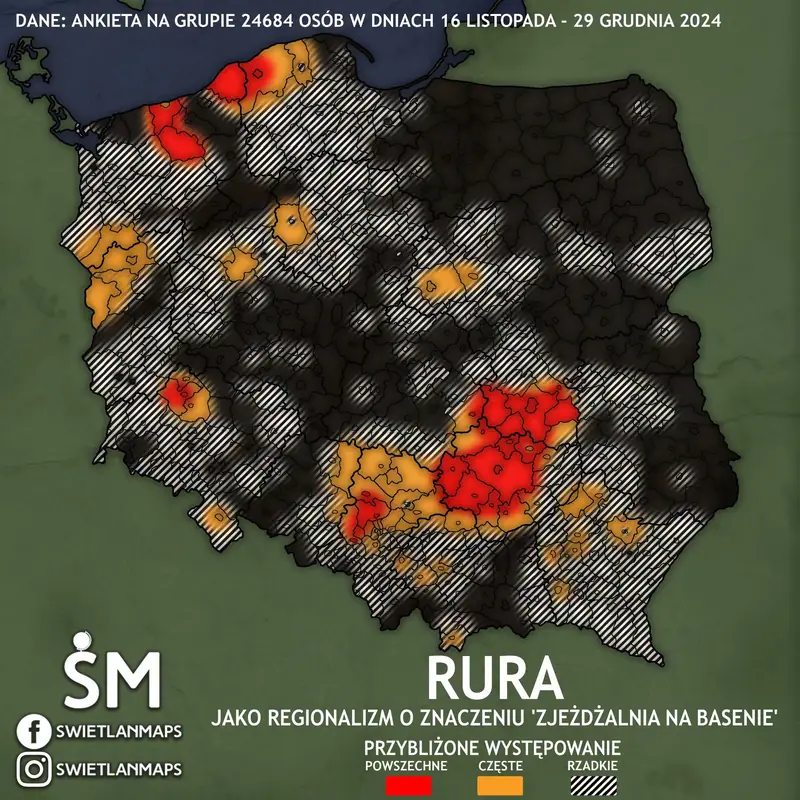 DANE: ANKIETA NA GRUPIE 24684 OSÓB W DNIACH 16 LISTOPADA - 29 GRUDNIA 2024
ŚM
SWIETLANMAPS
SWIETLANMAPS
RURA
JAKO REGIONALIZM O ZNACZENIU 'ZJEŻDŻALNIA NA BASENIE'
PRZYBLIŻONE WYSTĘPOWANIE
POWSZECHNE CZĘSTE RZADKIE